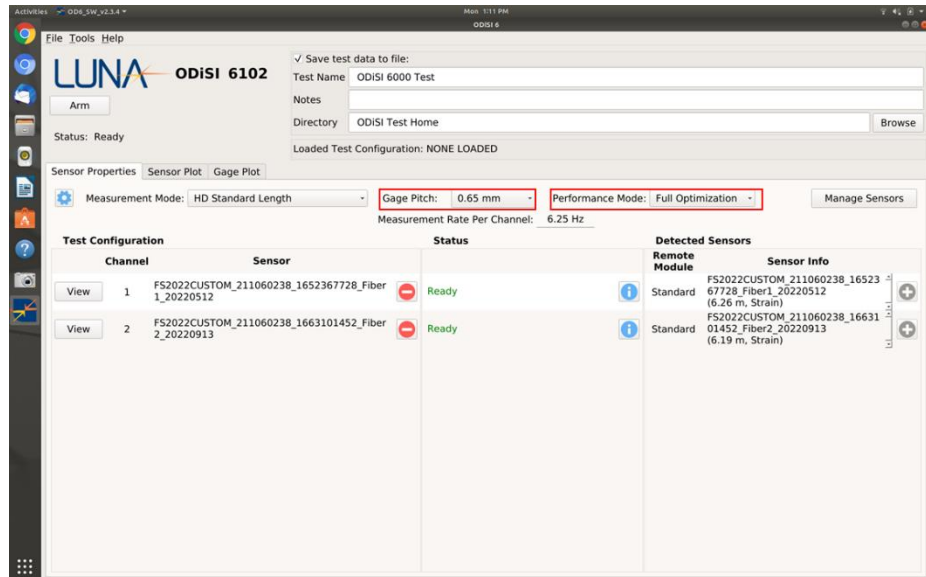 Activities OD6_SW_v2.3.4 Mon 1:11 PM
ODISI 6
File Tools Help
LUNA ODiSI 6102
Arm
Status: Ready
✓ Save test data to file:
Test Name ODiSI 6000 Test
Notes
Directory ODiSI Test Home Browse
Loaded Test Configuration: NONE LOADED
Sensor Properties Sensor Plot Gage Plot
Measurement Mode: HD Standard Length Gage Pitch: 0.65 mm Performance Mode: Full Optimization Manage Sensors
Measurement Rate Per Channel: 6.25 Hz
Test Configuration Status Detected Sensors
Channel Sensor Remote Module Sensor Info
View 1 FS2022CUSTOM_211060238_1652367728_Fiber
1_20220512
Ready
Standard FS2022CUSTOM_211060238_16523
67728_Fiber1_20220512
(6.26 m, Strain)
View 2 FS2022CUSTOM_211060238_1663101452_Fiber
2_20220913
Ready
Standard FS2022CUSTOM_211060238_16631
01452_Fiber2_20220913
(6.19 m, Strain)